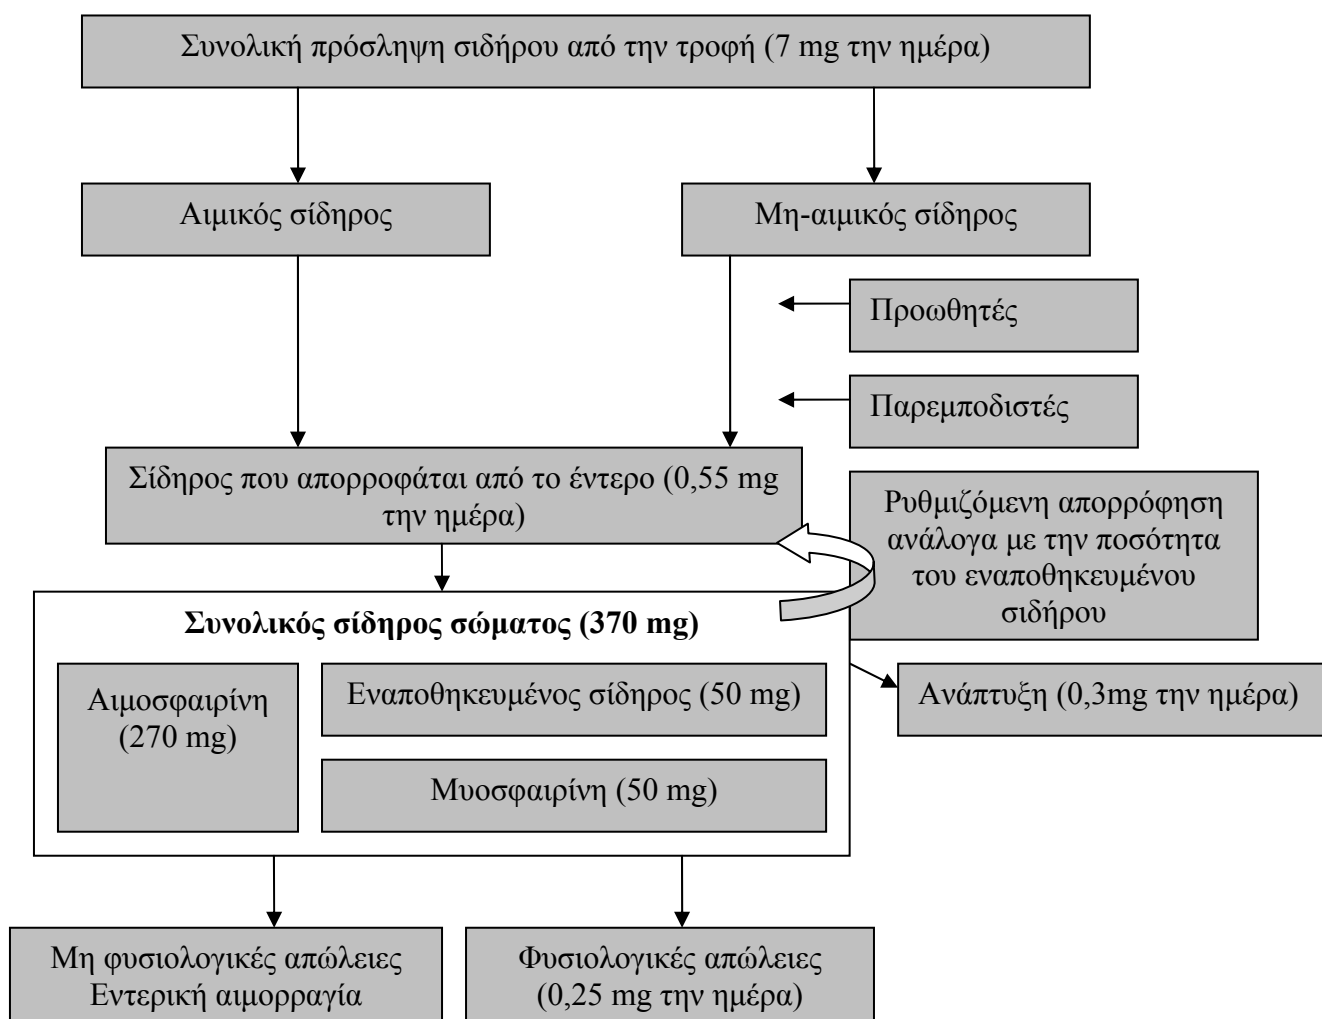 Συνολική πρόσληψη σιδήρου από την τροφή (7 mg την ημέρα)
Αιμικός σίδηρος
Μη-αιμικός σίδηρος
Προωθητές
Παρεμποδιστές
Σίδηρος που απορροφάται από το έντερο (0,55 mg
την ημέρα)
Ρυθμιζόμενη απορρόφηση
ανάλογα με την ποσότητα
του εναποθηκευμένου
σιδήρου
Συνολικός σίδηρος σώματος (370 mg)
Αιμοσφαιρίνη
(270 mg)
Εναποθηκευμένος σίδηρος (50 mg)
Μυοσφαιρίνη (50 mg)
Ανάπτυξη (0,3mg την ημέρα)
Μη φυσιολογικές απώλειες
Εντερική αιμορραγία
Φυσιολογικές απώλειες
(0,25 mg την ημέρα)